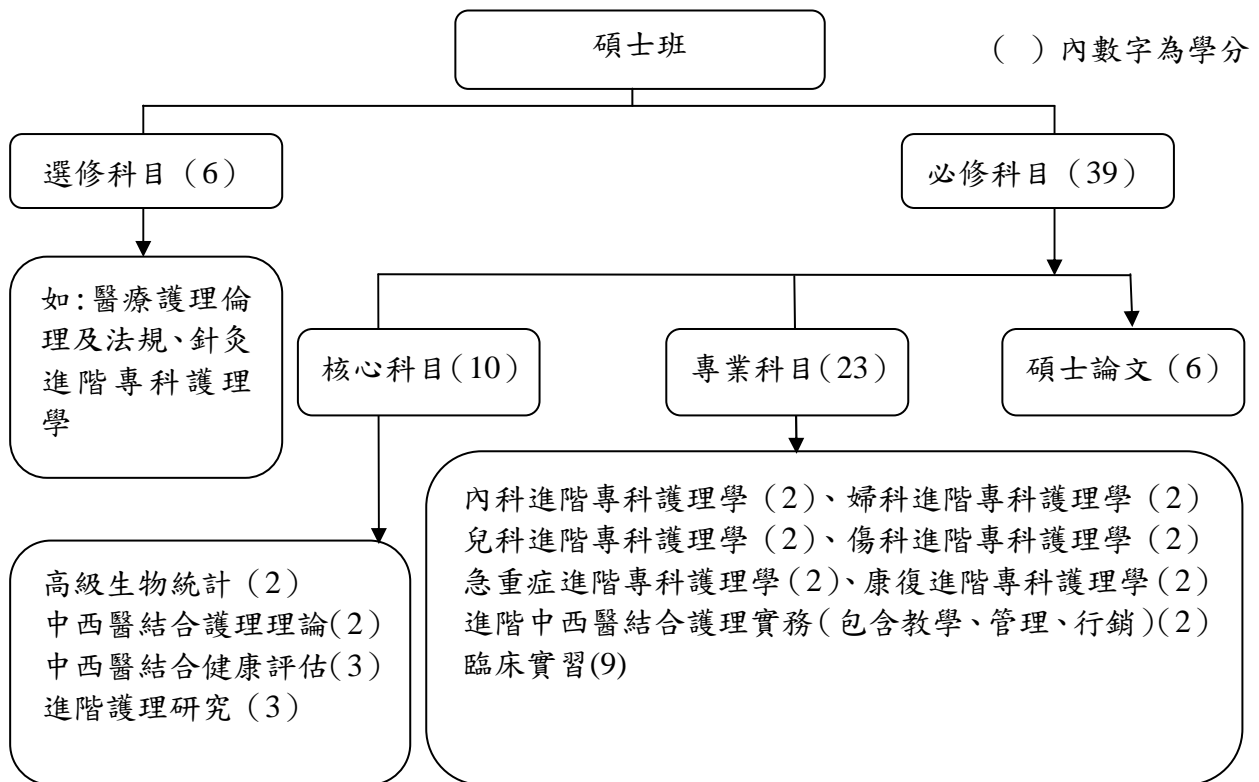 碩士班
（ ）內數字為學分
選修科目（6）
必修科目（39）
如:醫療護理倫
理及法規、針灸
進階專科護理
學
核心科目(10)
專業科目(23)
碩士論文（6）
高級生物統計（2）
中西醫結合護理理論(2)
中西醫結合健康評估(3)
進階護理研究（3）
內科進階專科護理學（2）、婦科進階專科護理學（2）
兒科進階專科護理學（2）、傷科進階專科護理學（2）
急重症進階專科護理學(2)、康復進階專科護理學(2)
進階中西醫結合護理實務(包含教學、管理、行銷)(2)
臨床實習(9)